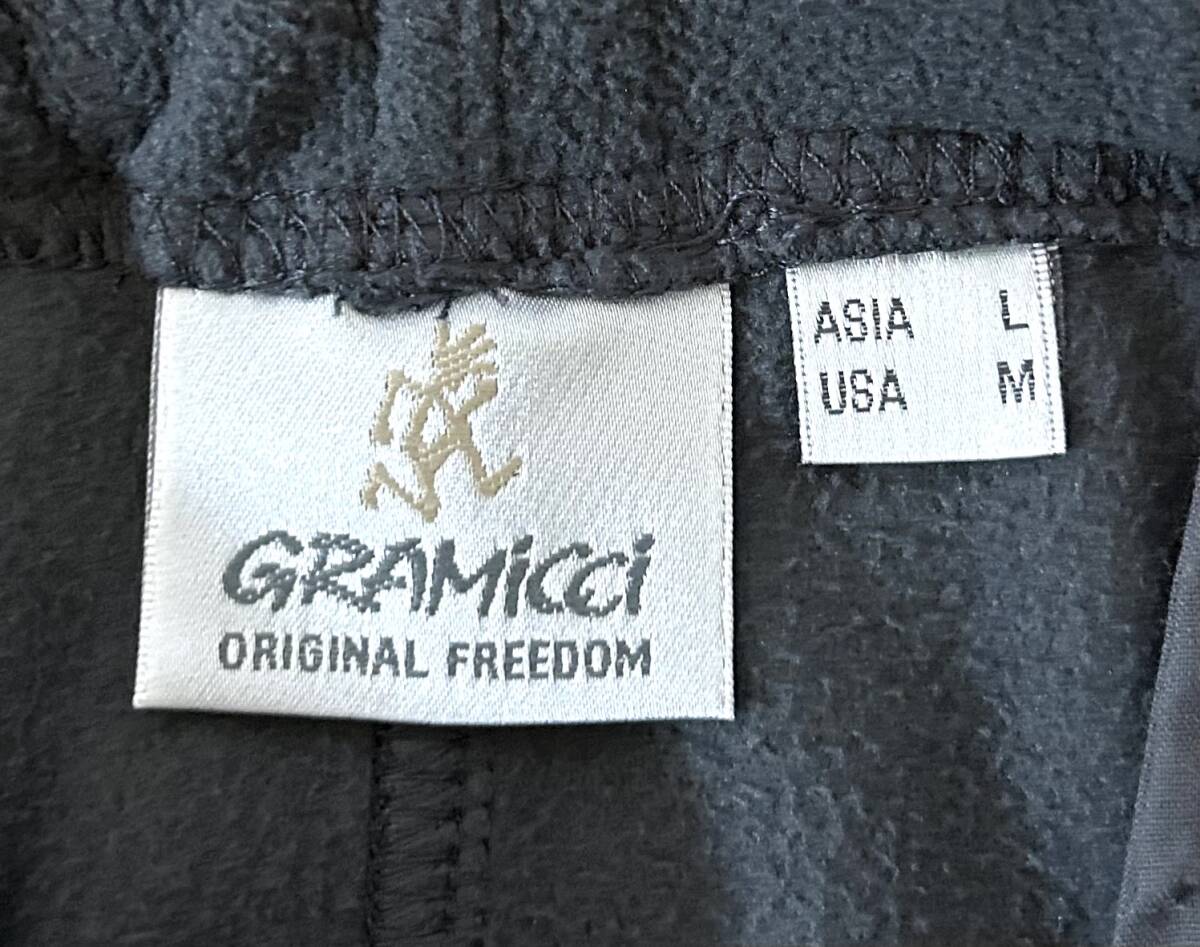 GRAMiCCi
ORIGINAL FREEDOM
ASIA L
USA M